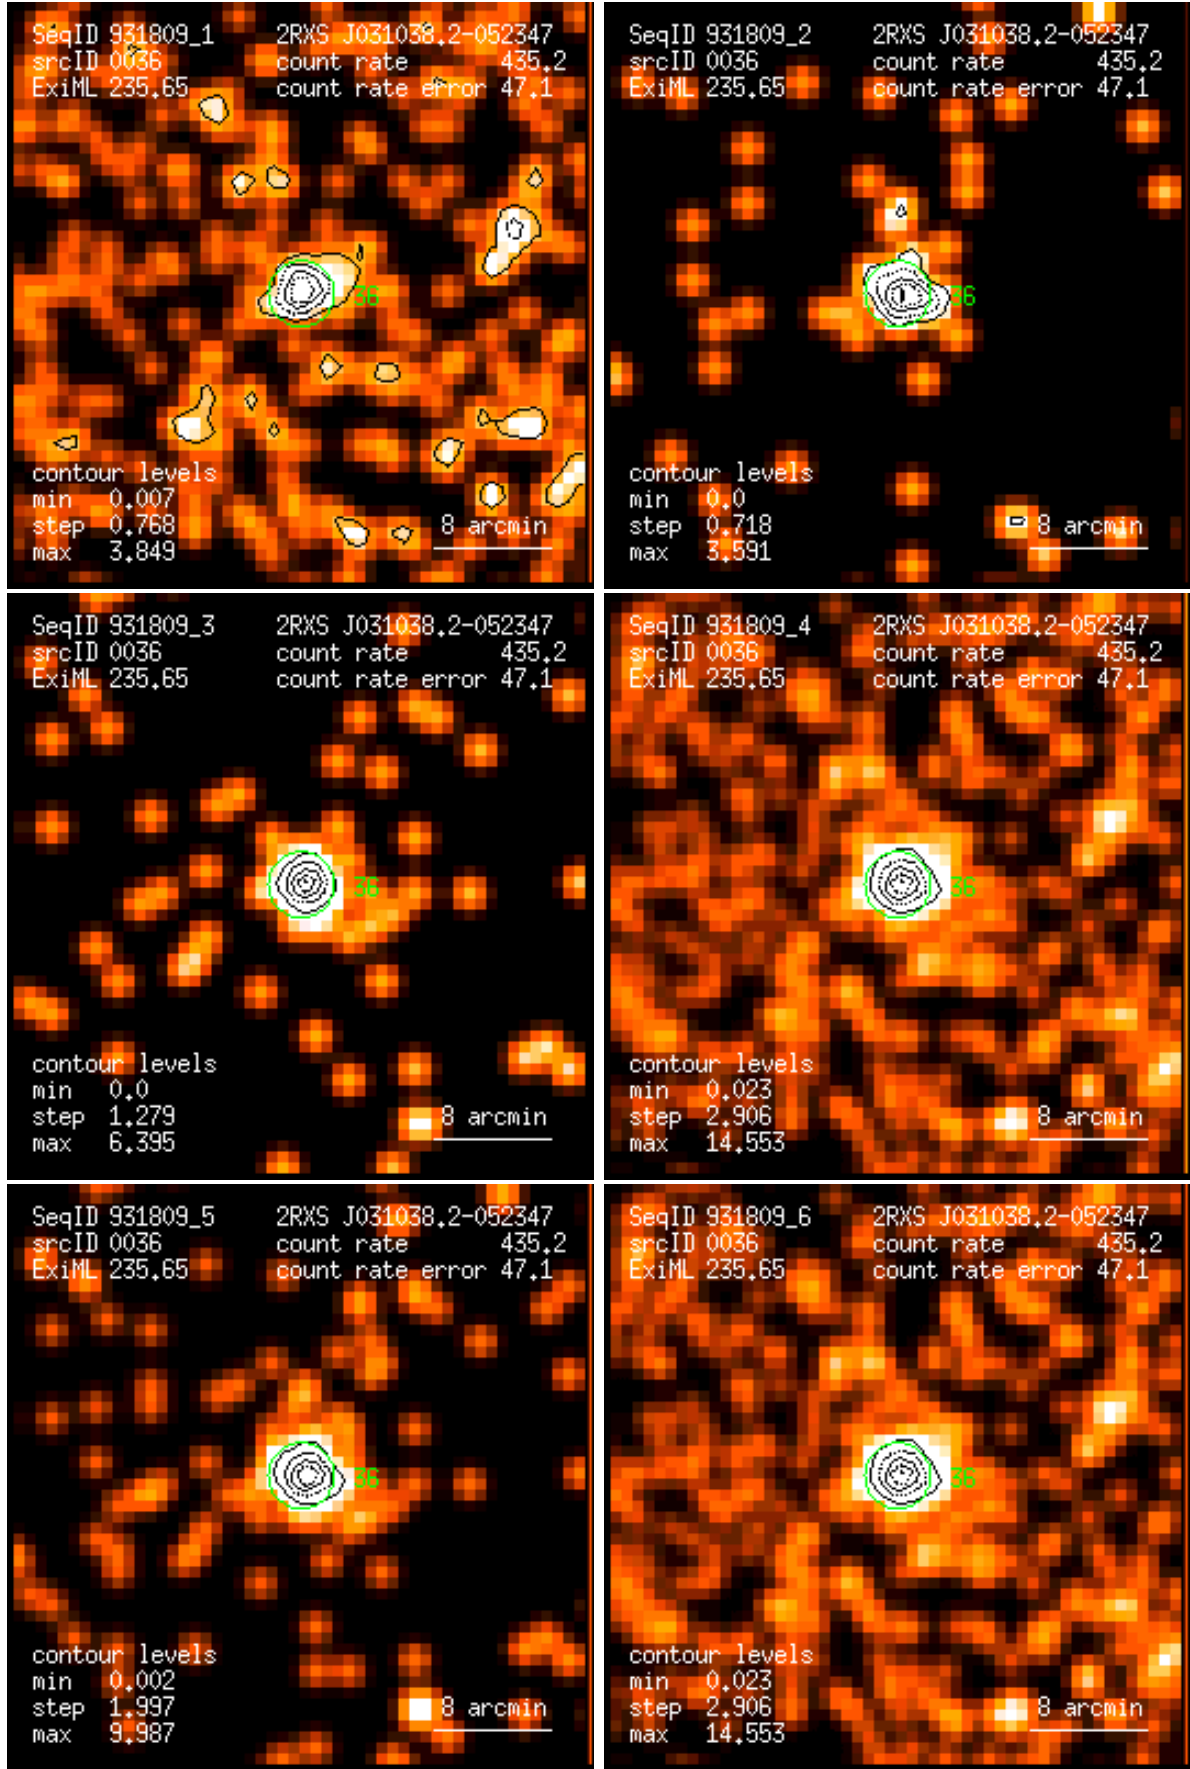 SeqID 931809_1 2RXS J031038.2-052347
srcID 0036 count rate 435.2
ExiML 235.65 count rate error 47.1
36
contour levels
min 0.007
step 0.768 8 arcmin
max 3.849
SeqID 931809_2 2RXS J031038.2-052347
srcID 0036 count rate 435.2
ExiML 235.65 count rate error 47.1
36
contour levels
min 0.0
step 0.718 8 arcmin
max 3.591
SeqID 931809_3 2RXS J031038.2-052347
srcID 0036 count rate 435.2
ExiML 235.65 count rate error 47.1
36
contour levels
min 0.0
step 1.279 8 arcmin
max 6.395
SeqID 931809_4 2RXS J031038.2-052347
srcID 0036 count rate 435.2
ExiML 235.65 count rate error 47.1
36
contour levels
min 0.023
step 2.906 8 arcmin
max 14.553
SeqID 931809_5 2RXS J031038.2-052347
srcID 0036 count rate 435.2
ExiML 235.65 count rate error 47.1
36
contour levels
min 0.002
step 1.997 8 arcmin
max 9.987
SeqID 931809_6 2RXS J031038.2-052347
srcID 0036 count rate 435.2
ExiML 235.65 count rate error 47.1
36
contour levels
min 0.023
step 2.906 8 arcmin
max 14.553